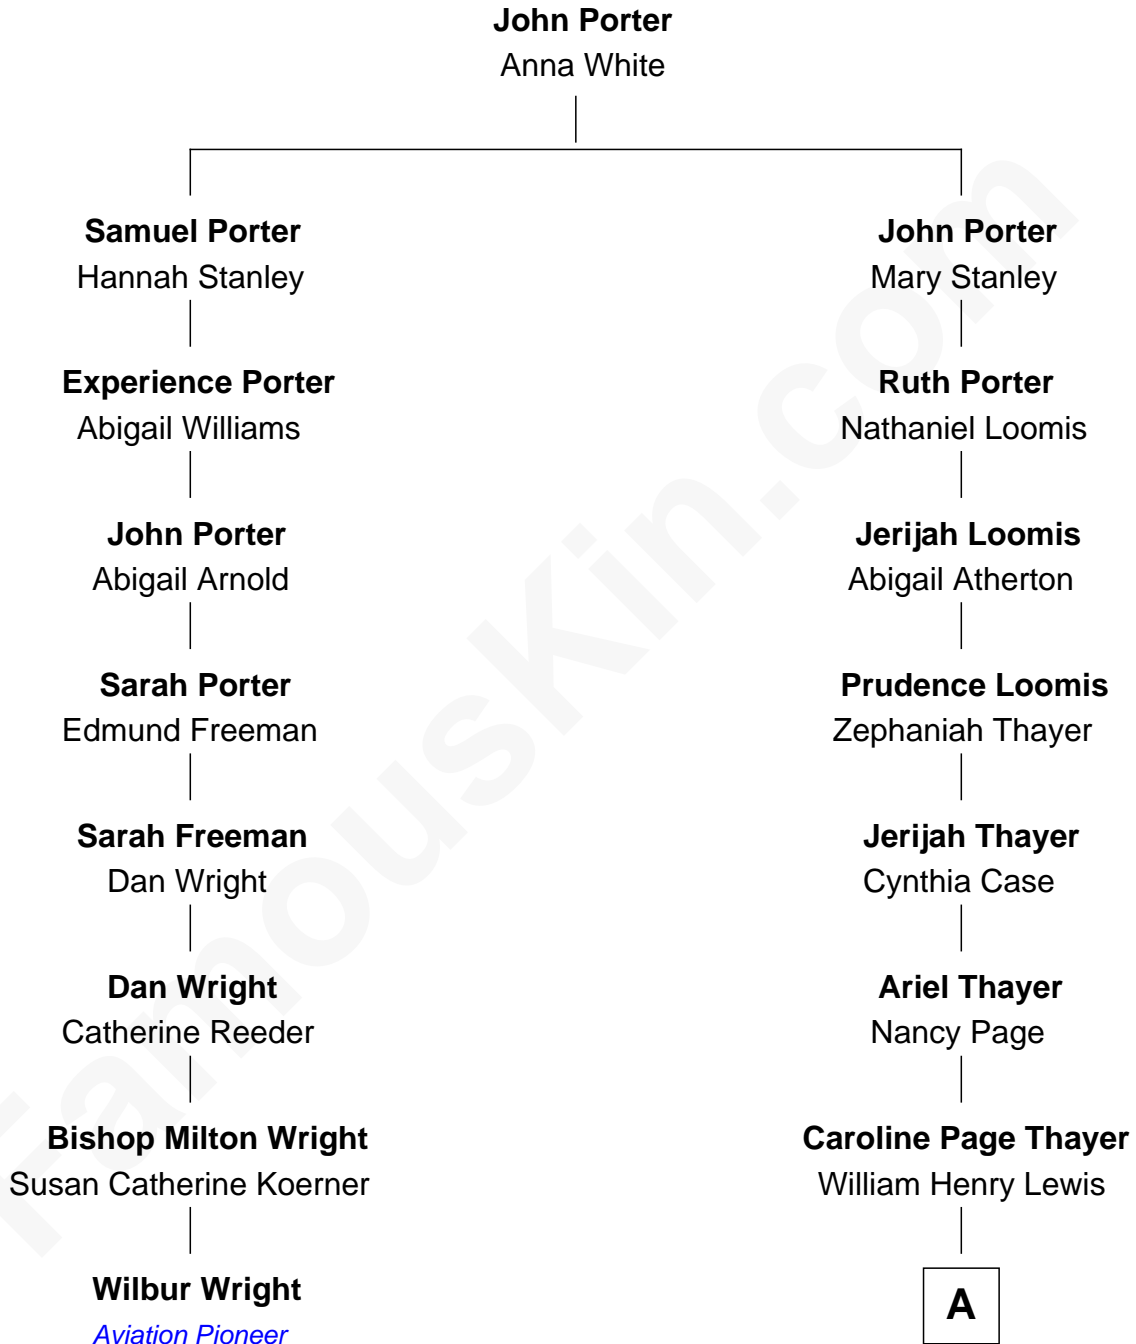 John Porter
Anna White
Samuel Porter
Hannah Stanley
John Porter
Mary Stanley
Experience Porter
Abigail Williams
Ruth Porter
Nathaniel Loomis
John Porter
Abigail Arnold
Jerijah Loomis
Abigail Atherton
Sarah Porter
Edmund Freeman
Prudence Loomis
Zephaniah Thayer
Sarah Freeman
Dan Wright
Jerijah Thayer
Cynthia Case
Dan Wright
Catherine Reeder
Ariel Thayer
Nancy Page
Bishop Milton Wright
Susan Catherine Koerner
Caroline Page Thayer
William Henry Lewis
Wilbur Wright
Aviation Pioneer
A
FamousKin.com